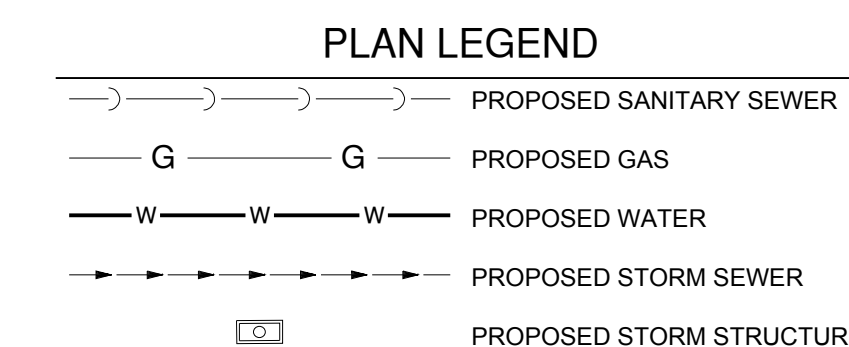 PLAN LEGEND
PROPOSED SANITARY SEWER
G G PROPOSED GAS
W W W PROPOSED WATER
PROPOSED STORM SEWER
PROPOSED STORM STRUCTUR